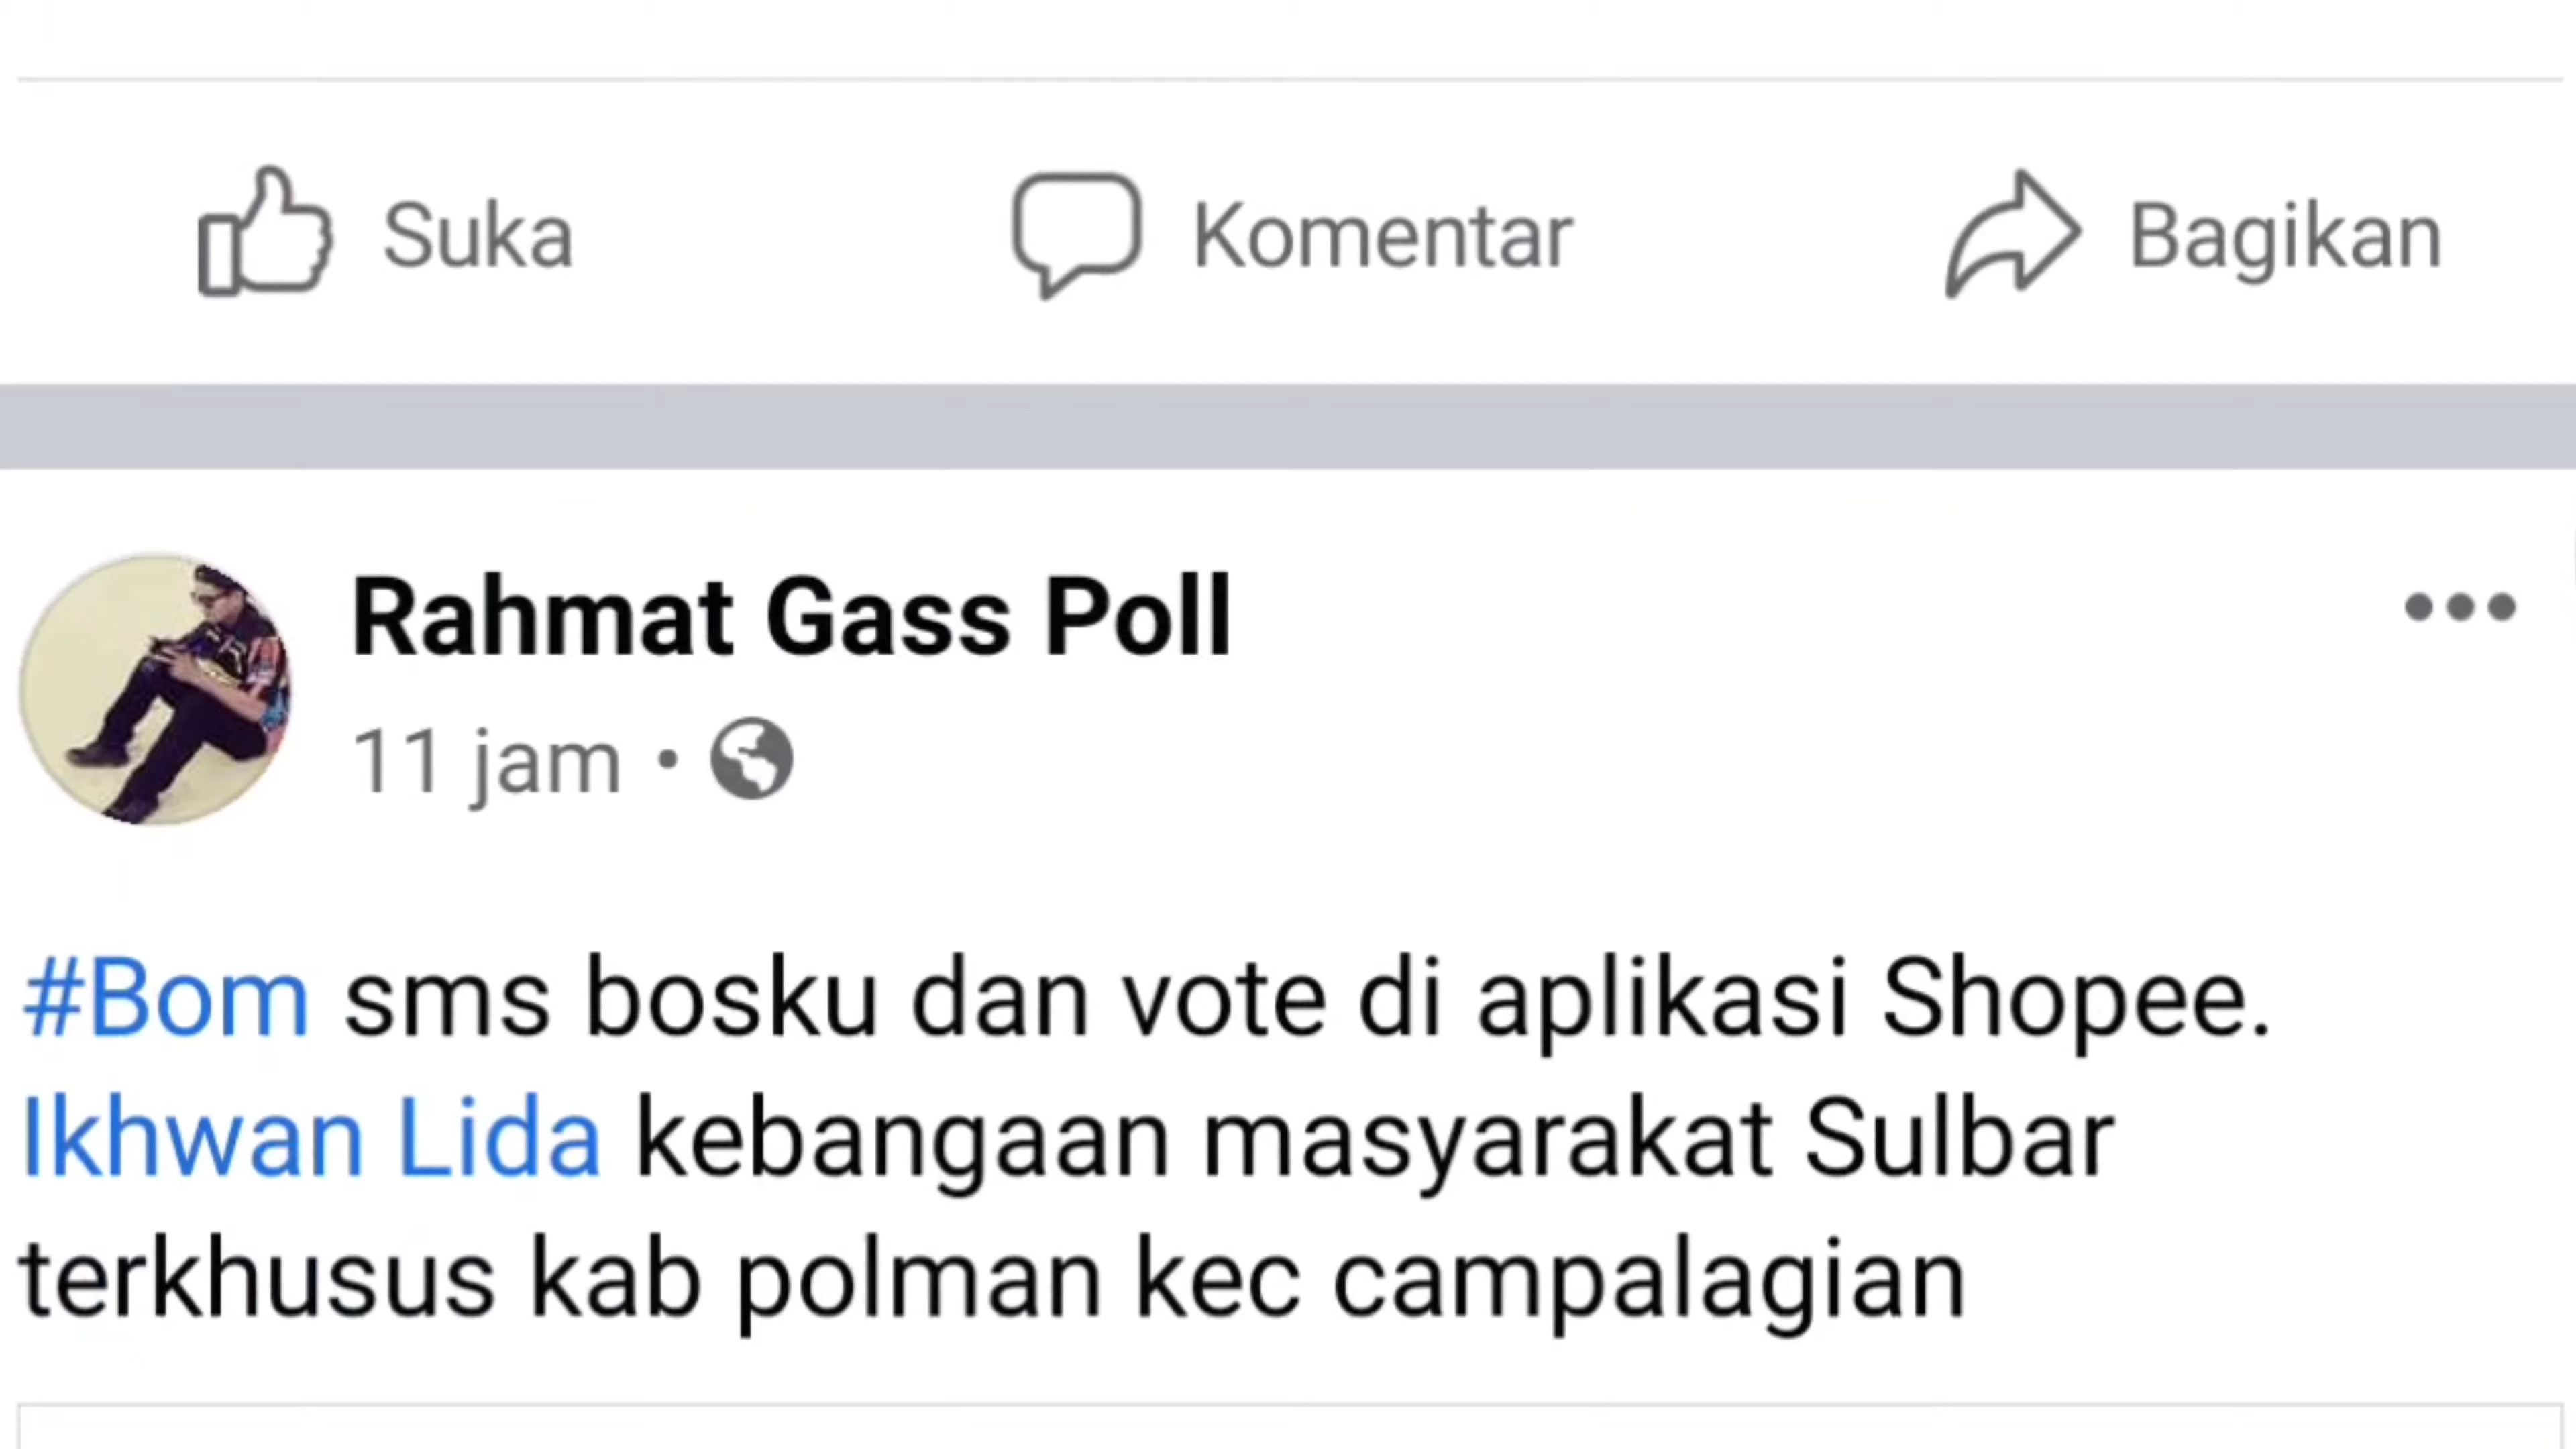 Suka Komentar Bagikan
Rahmat Gass Poll
11 jam •
#Bom sms bosku dan vote di aplikasi Shopee.
Ikhwan Lida kebangaan masyarakat Sulbar
terkhusus kab polman kec campalagian